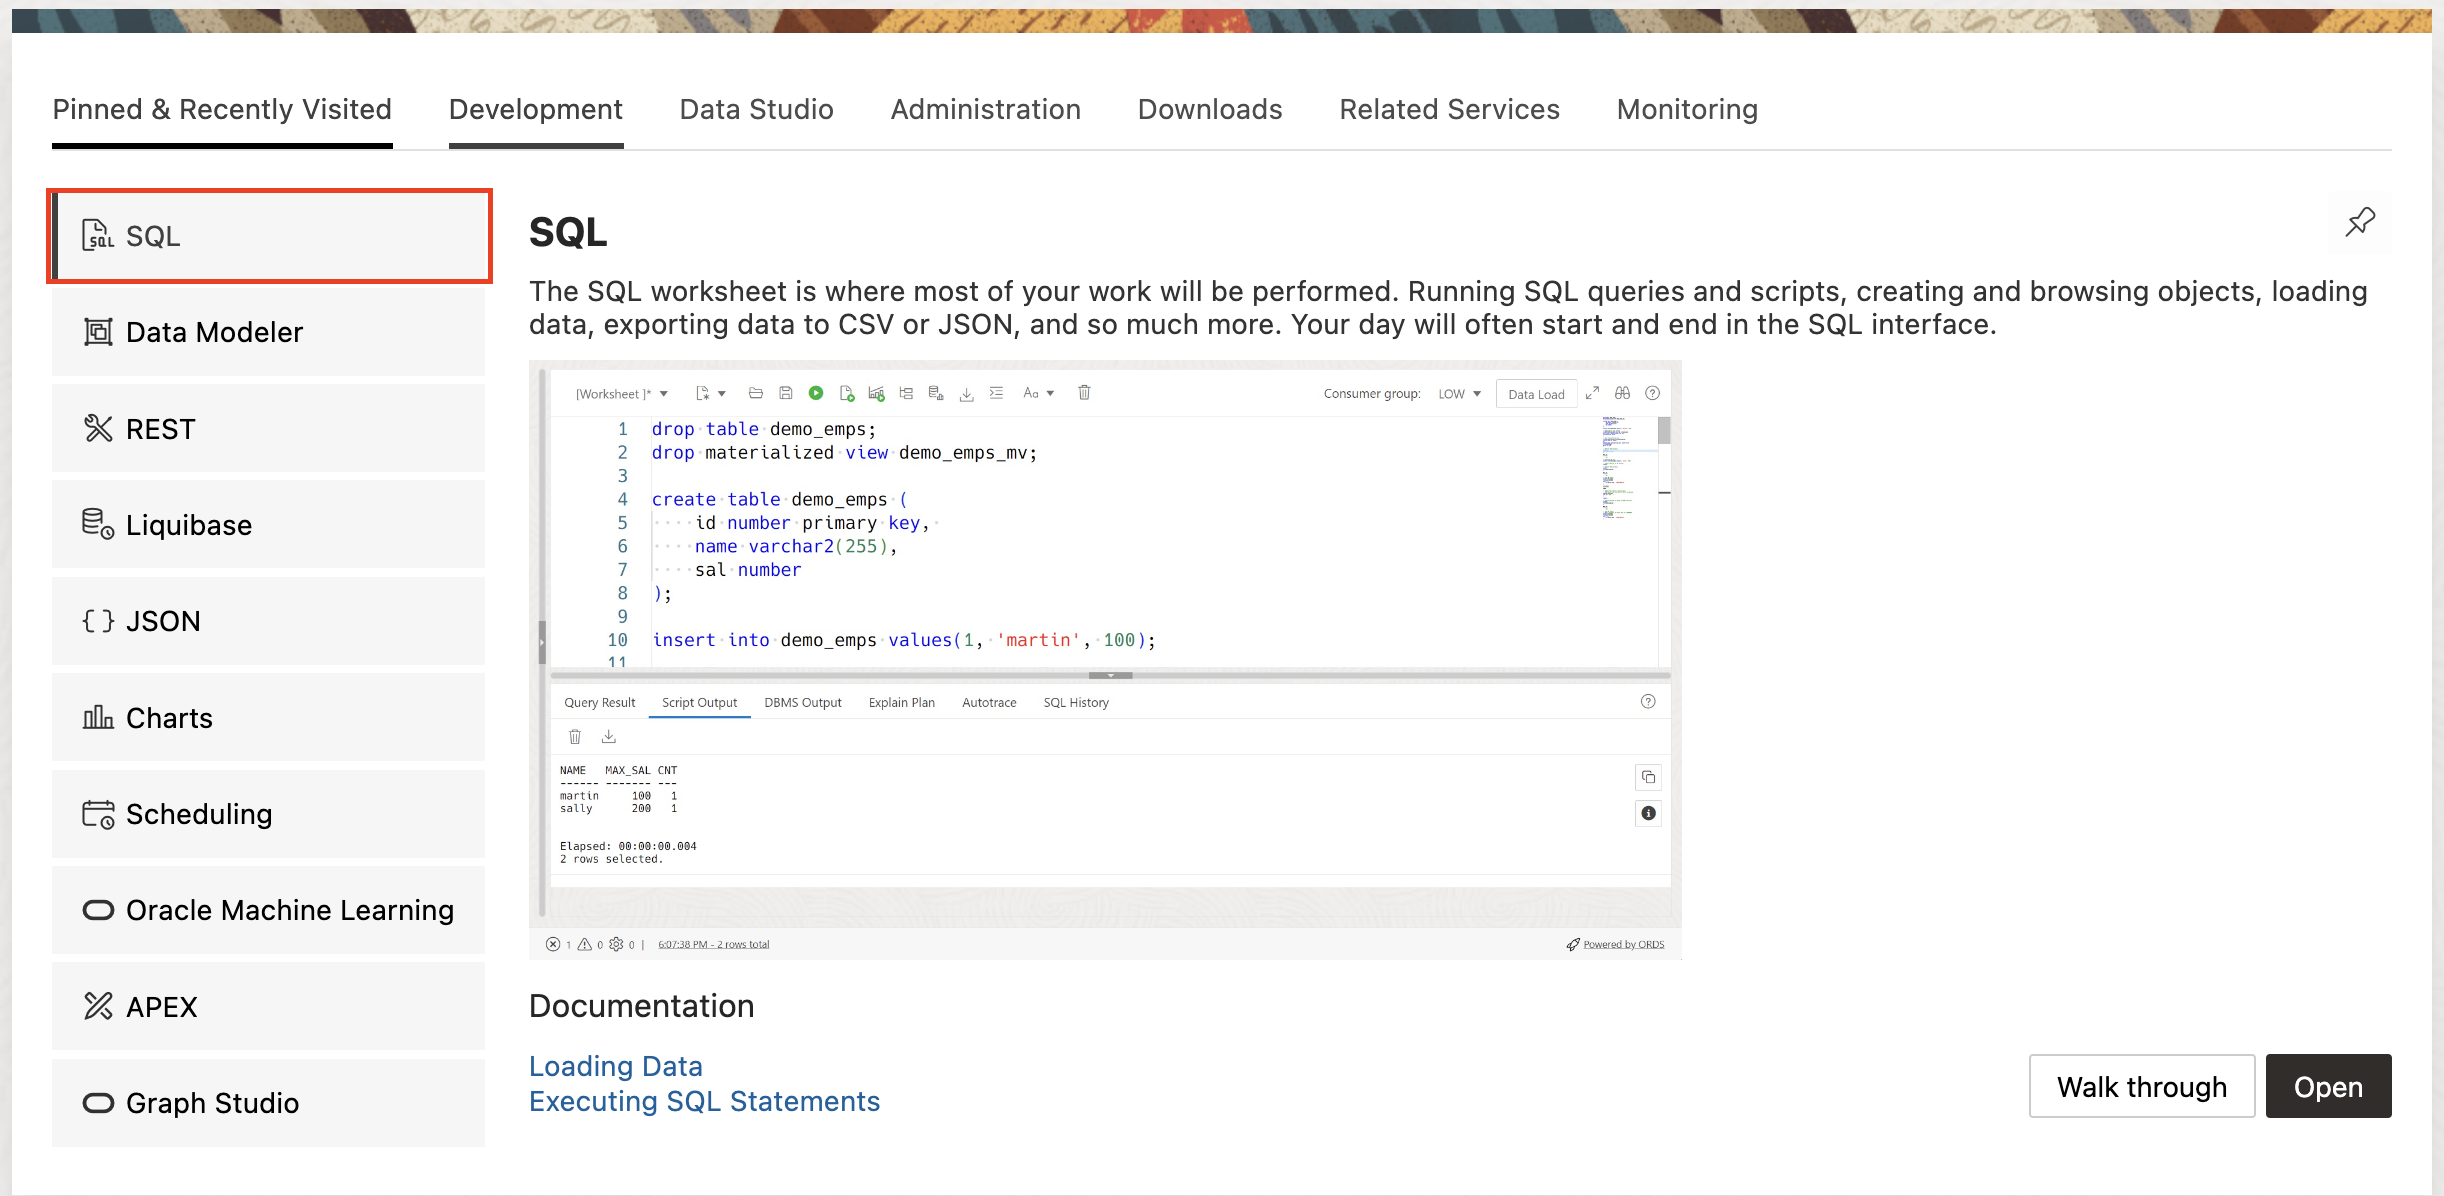 Pinned & Recently Visited Development Data Studio Administration Downloads Related Services Monitoring
SQL
Data Modeler
REST
Liquibase
JSON
Charts
Scheduling
Oracle Machine Learning
APEX
Graph Studio
SQL
The SQL worksheet is where most of your work will be performed. Running SQL queries and scripts, creating and browsing objects, loading
data, exporting data to CSV or JSON, and so much more. Your day will often start and end in the SQL interface.
[Worksheet ]* Aa Consumer group: LOW Data Load
1 drop table demo_emps;
2 drop materialized view demo_emps_mv;
3
4 create table demo_emps (
5 id number primary key,
6 name varchar2(255),
7 sal number
8 );
9
10 insert into demo_emps values(1, 'martin', 100);
11
Query Result Script Output DBMS Output Explain Plan Autotrace SQL History
NAME MAX_SAL CNT
------ ------- ---
martin 100 1
sally 200 1
Elapsed: 00:00:00.004
2 rows selected.
1 0 0 | 6:07:38 PM - 2 rows total Powered by ORDS
Documentation
Loading Data
Executing SQL Statements
Walk through Open